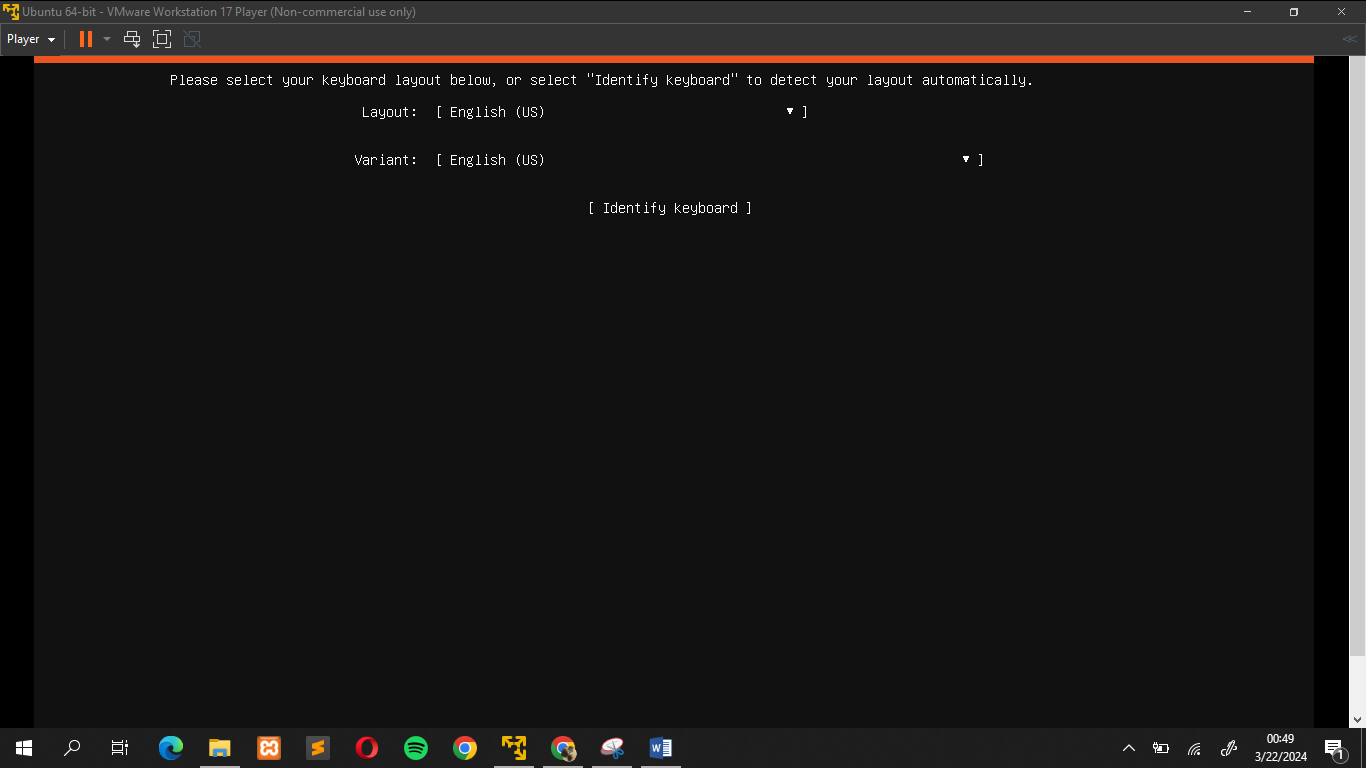 Ubuntu 64-bit - VMware Workstation 17 Player (Non-commercial use only)
Player
Please select your keyboard layout below, or select "Identify keyboard" to detect your layout automatically.
Layout: [ English (US) ▼ ]
Variant: [ English (US) ▼ ]
[ Identify keyboard ]
00:49
3/22/2024
1